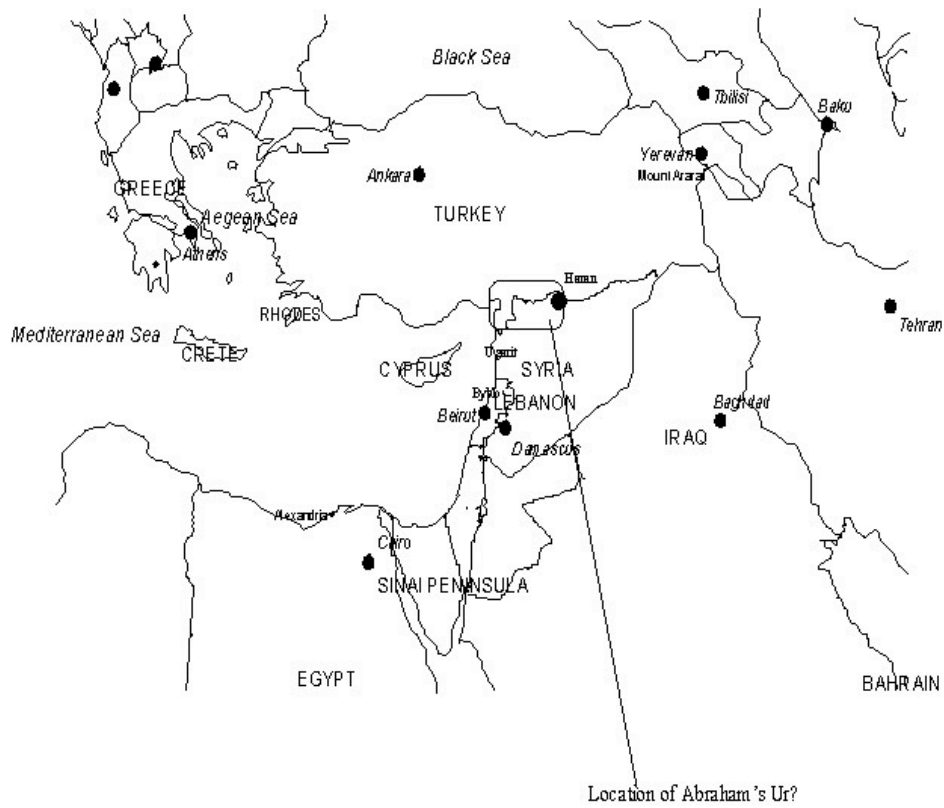 Black Sea
Tbilisi
Baku
Yerevan
Ankara
GREECE
TURKEY
Aegean Sea
Athens
Haran
RHODES
Tehran
Mediterranean Sea
CRETE
Ugarit
CYPRUS
SYRIA
LEBANON
Beirut
Baghdad
IRAQ
Damascus
Alexandria
Cairo
SINAI PENINSULA
EGYPT
BAHRAIN
Mount Ararat
Location of Abraham's Ur?